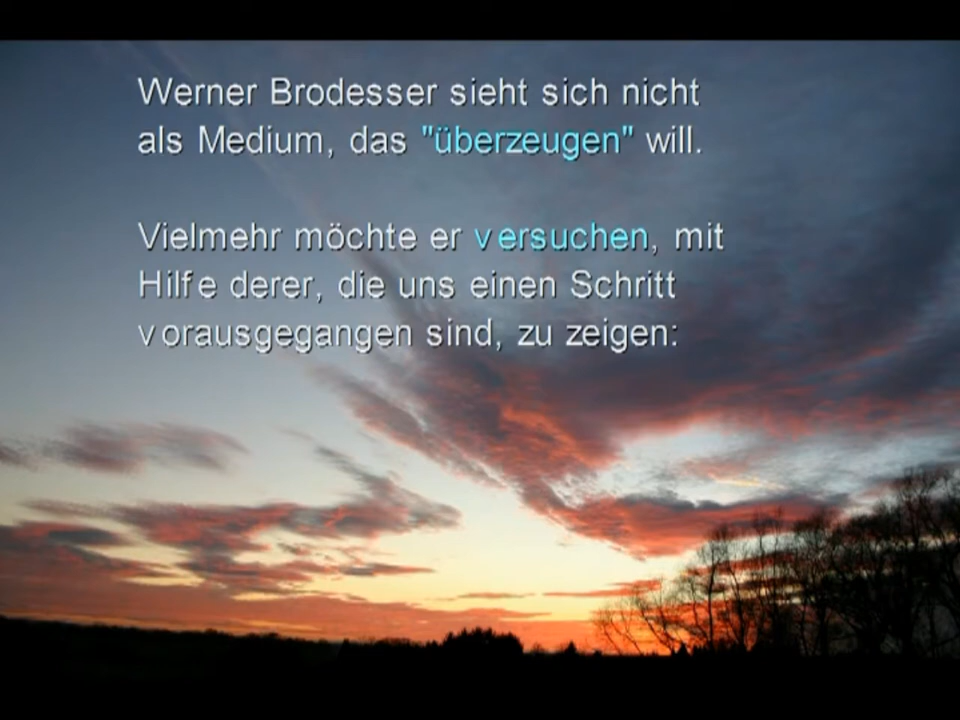 Werner Brodesser sieht sich nicht
als Medium, das "überzeugen" will.
Vielmehr möchte er versuchen, mit
Hilfe derer, die uns einen Schritt
vorausgegangen sind, zu zeigen: